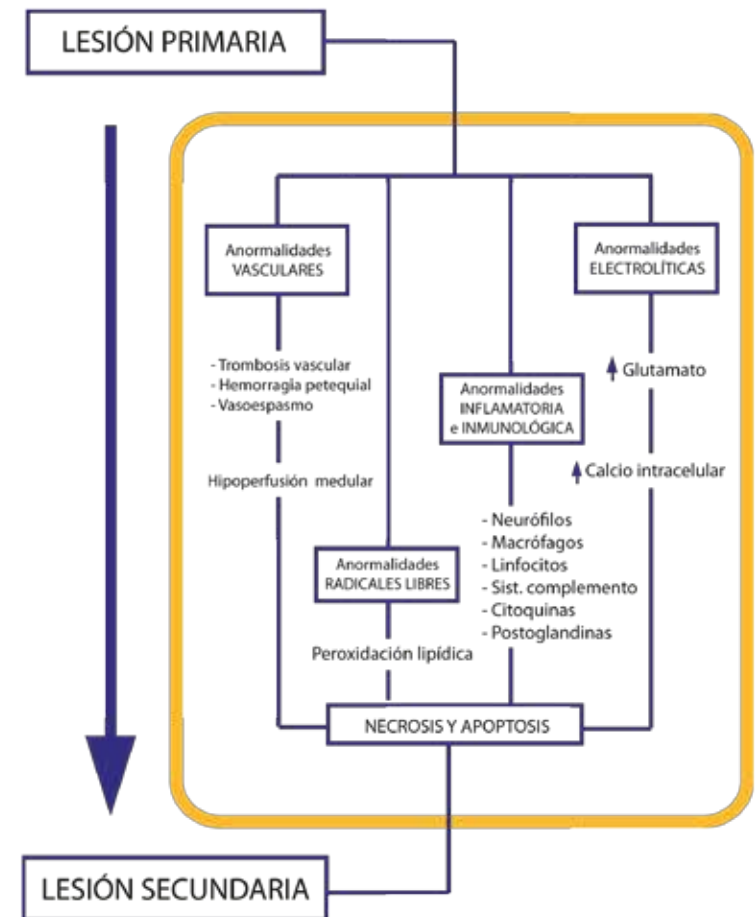 LESIÓN PRIMARIA
Anormalidades
VASCULARES
- Trombosis vascular
- Hemorragia petequial
- Vasoespasmo
Hipoperfusión medular
Anormalidades
RADICALES LIBRES
Peroxidación lipídica
Anormalidades
INFLAMATORIA
e INMUNOLÓGICA
- Neurófilos
- Macrófagos
- Linfocitos
- Sist. complemento
- Citoquinas
- Postoglandinas
Anormalidades
ELECTROLÍTICAS
Glutamato
Calcio intracelular
NECROSIS Y APOPTOSIS
LESIÓN SECUNDARIA